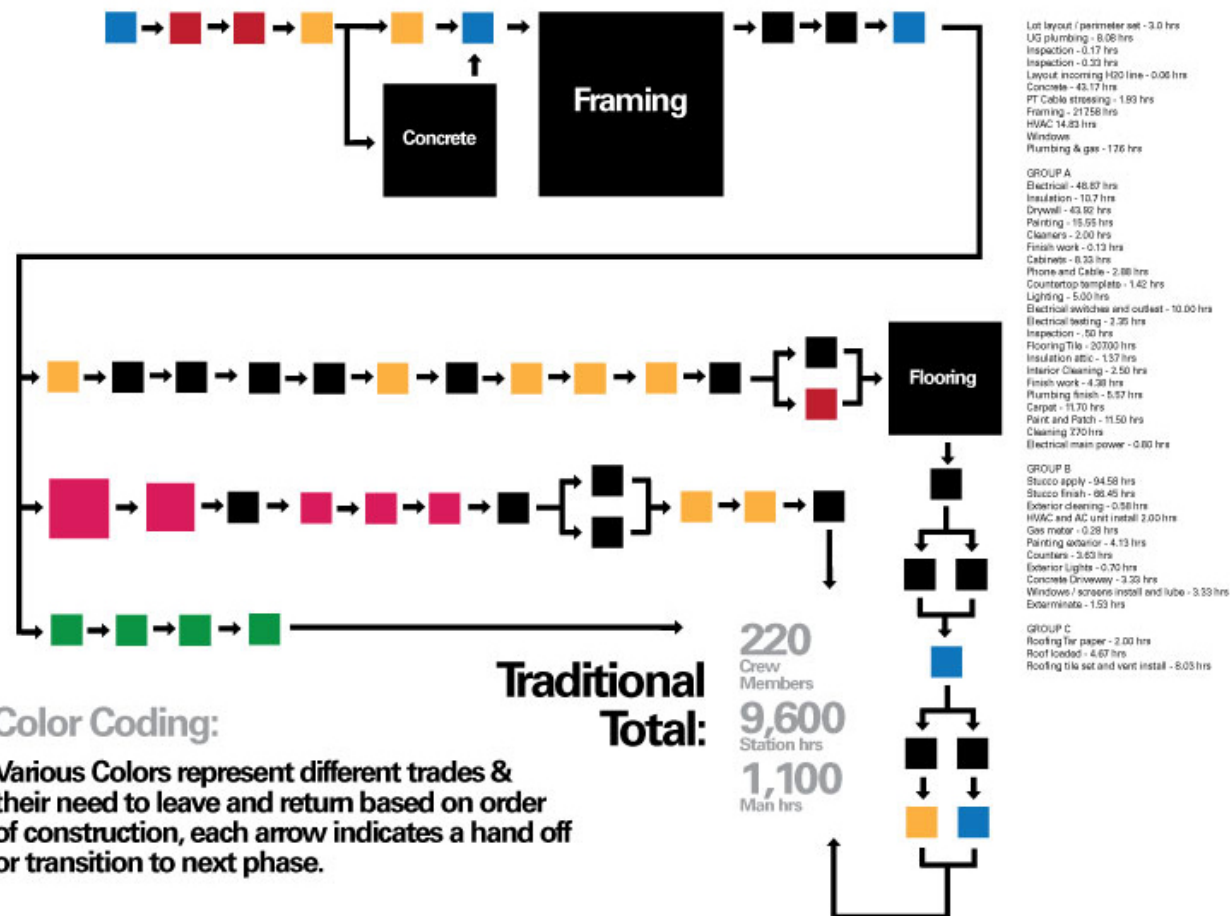 Concrete
Framing
Flooring
Lot layout / perimeter set - 3.0 hrs
UG plumbing - 8.08 hrs
Inspection - 0.17 hrs
Inspection - 0.33 hrs
Layout incoming H20 line - 0.06 hrs
Concrete - 43.17 hrs
PT Cable stressing - 1.93 hrs
Framing - 217.58 hrs
HVAC 14.83 hrs
Windows
Plumbing & gas - 17.6 hrs
GROUP A
Electrical - 48.87 hrs
Insulation - 10.7 hrs
Drywall - 43.92 hrs
Painting - 15.55 hrs
Cleaners - 2.00 hrs
Finish work - 0.13 hrs
Cabinets - 8.33 hrs
Phone and Cable - 2.88 hrs
Countertop template - 1.42 hrs
Lighting - 5.00 hrs
Electrical switches and outleat - 10.00 hrs
Electrical testing - 2.35 hrs
Inspection - .50 hrs
Flooring Tile - 207.00 hrs
Insulation attic - 1.37 hrs
Interior Cleaning - 2.50 hrs
Finish work - 4.38 hrs
Plumbing finish - 5.57 hrs
Carpet - 11.70 hrs
Paint and Patch - 11.50 hrs
Cleaning 7.70 hrs
Electrical main power - 0.80 hrs
GROUP B
Stucco apply - 94.58 hrs
Stucco finish - 66.45 hrs
Exterior cleaning - 0.58 hrs
HVAC and AC unit install 2.00 hrs
Gas meter - 0.28 hrs
Painting exterior - 4.13 hrs
Counters - 3.63 hrs
Exterior Lights - 0.70 hrs
Concrete Driveway - 3.33 hrs
Windows / screens install and lube - 3.33 hrs
Exterminate - 1.53 hrs
GROUP C
Roofing Tar paper - 2.00 hrs
Roof loaded - 4.67 hrs
Roofing tile set and vent install - 8.03 hrs
Traditional
Total:
220
Crew
Members
9,600
Station hrs
1,100
Man hrs
Color Coding:
Various Colors represent different trades &
their need to leave and return based on order
of construction, each arrow indicates a hand off
or transition to next phase.